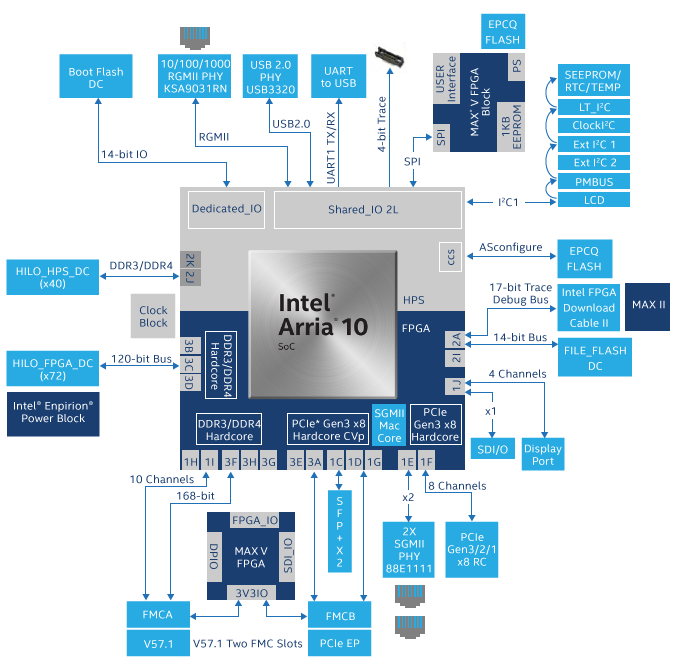 EPCQ
FLASH
Boot Flash
DC
10/100/1000
RGMII PHY
KSA9031RN
USB 2.0
PHY
USB3320
UART
to USB
USER
Interface
MAX® V FPGA
Block
PS
SPI
1KB
EEPROM
SEEPROM/
RTC/TEMP
LT_I²C
ClockI²C
Ext I²C 1
Ext I²C 2
PMBUS
LCD
14-bit IO
RGMII
USB2.0
UART1 TX/RX
4-bit Trace
SPI
I²C1
Dedicated_IO
Shared_IO 2L
HILO_HPS_DC
(x40)
DDR3/DDR4
2K
2J
ccs
ASconfigure
EPCQ
FLASH
Intel®
Arria® 10
SoC
HPS
FPGA
Clock
Block
17-bit Trace
Debug Bus
Intel FPGA
Download
Cable II
MAX II
HILO_FPGA_DC
(x72)
120-bit Bus
3B
3C
3D
DDR3/DDR4
Hardcore
2A
2I
14-bit Bus
FILE_FLASH
DC
1J
4 Channels
x1
SDI/O
Display
Port
Intel® Enpirion®
Power Block
DDR3/DDR4
Hardcore
PCIe* Gen3 x8
Hardcore CVp
SGMII
Mac
Core
PCIe
Gen3 x8
Hardcore
1H
1I
3F
3H
3G
3E
3A
1C
1D
1G
1E
1F
10 Channels
168-bit
x2
8 Channels
SFP+X2
2X
SGMII
PHY
88E1111
PCIe
Gen3/2/1
x8 RC
FPGA_IO
DPIO
MAX V
FPGA
SDI_IO
3V3IO
FMCA
V57.1
V57.1 Two FMC Slots
FMCB
PCIe EP